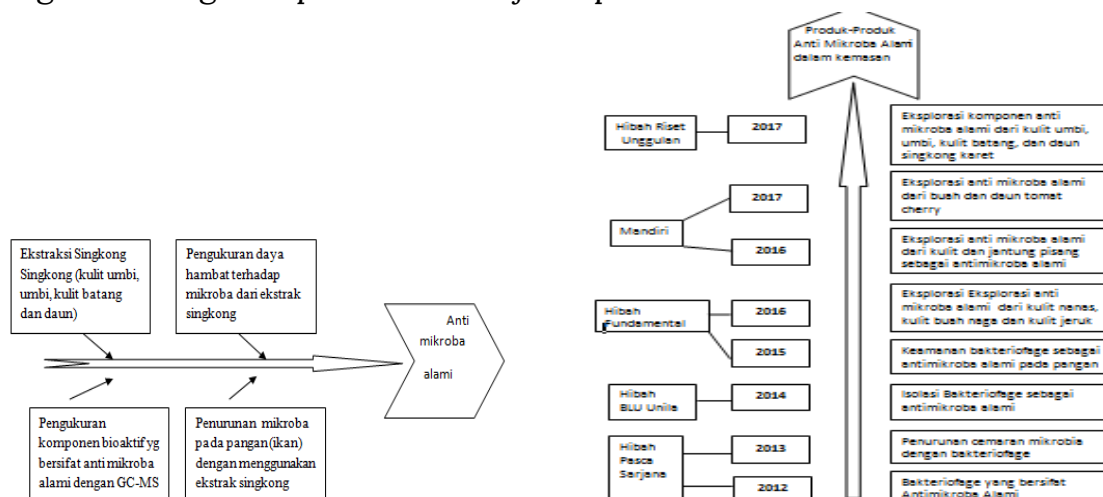 Ekstraksi Singkong
Singkong (kulit umbi,
umbi, kulit batang
dan daun)
Pengukuran daya
hambat terhadap
mikroba dari ekstrak
singkong
Anti
mikroba
alami
Pengukuran
komponen bioaktif yg
bersifat anti mikroba
alami dengan GC-MS
Penurunan mikroba
pada pangan (ikan)
dengan menggunakan
ekstrak singkong
Produk-Produk
Anti Mikroba Alami
dalam kemasan
Hibah Riset
Unggulan
2017
Eksplorasi komponen anti
mikroba alami dari kulit umbi,
umbi, kulit batang, dan daun
singkong karet
Mandiri
2017
Eksplorasi anti mikroba alami
dari buah dan daun tomat
cherry
2016
Eksplorasi anti mikroba alami
dari kulit dan jantung pisang
sebagai antimikroba alami
Hibah
Fundamental
2016
Eksplorasi Eksplorasi anti
mikroba alami dari kulit nanas,
kulit buah naga dan kulit jeruk
2015
Keamanan bakteriofage sebagai
antimikroba alami pada pangan
Hibah
BLU Unila
2014
Isolasi Bakteriofage sebagai
antimikroba alami
Hibah
Pasca
Sarjana
2013
Penurunan cemaran mikrobia
dengan bakteriofage
2012
Bakteriofage yang bersifat
Antimikroba Alami